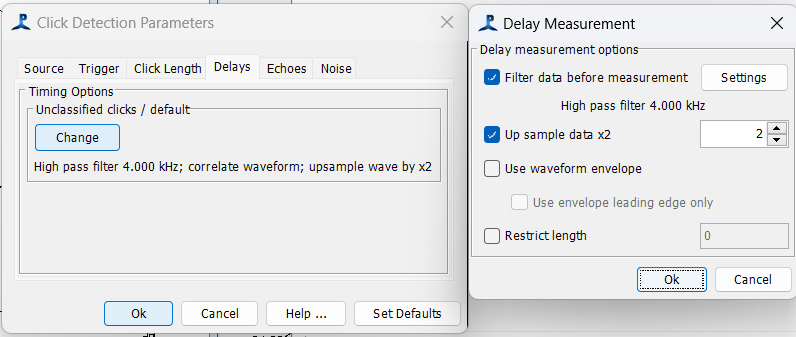 Click Detection Parameters
Source Trigger Click Length Delays Echoes Noise
Timing Options
Unclassified clicks / default
Change
High pass filter 4.000 kHz; correlate waveform; upsample wave by x2
Ok Cancel Help ... Set Defaults
Delay Measurement
Delay measurement options
Filter data before measurement Settings
High pass filter 4.000 kHz
Up sample data x2 2
Use waveform envelope
Use envelope leading edge only
Restrict length 0
Ok Cancel